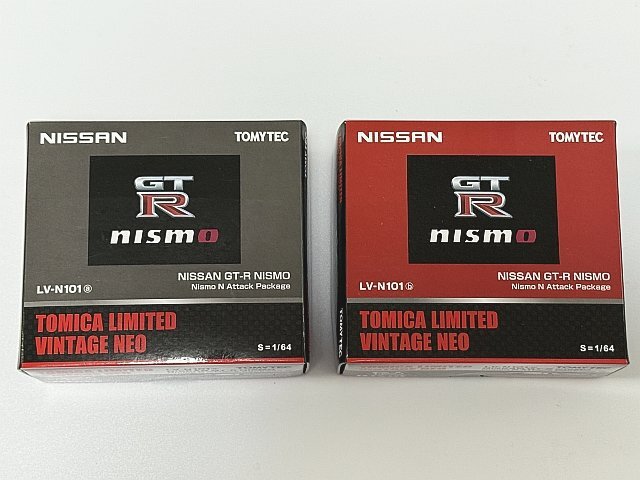 NISSAN TOMYTEC
GT
R
nismo
NISSAN GT-R NISMO
LV-N101 ⓐ Nismo N Attack Package
TOMICA LIMITED
VINTAGE NEO S=1/64
NISSAN TOMYTEC
GT
R
nismo
NISSAN GT-R NISMO
LV-N101 ⓑ Nismo N Attack Package
TOMICA LIMITED
VINTAGE NEO S=1/64
TOMYTEC